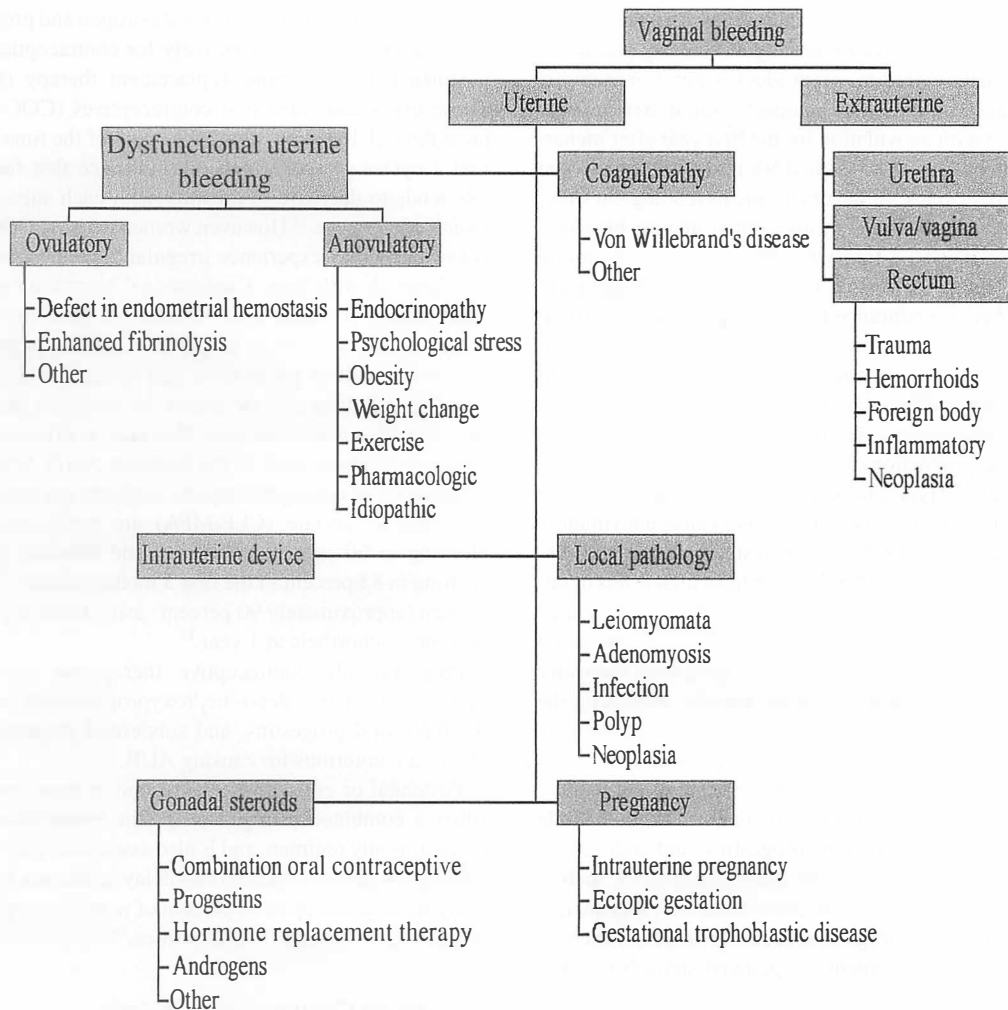 Vaginal bleeding
Uterine
Extrauterine
Dysfunctional uterine
bleeding
Ovulatory
Defect in endometrial hemostasis
Enhanced fibrinolysis
Other
Anovulatory
Endocrinopathy
Psychological stress
Obesity
Weight change
Exercise
Pharmacologic
Idiopathic
Coagulopathy
Von Willebrand's disease
Other
Urethra
Vulva/vagina
Rectum
Trauma
Hemorrhoids
Foreign body
Inflammatory
Neoplasia
Intrauterine device
Local pathology
Leiomyomata
Adenomyosis
Infection
Polyp
Neoplasia
Gonadal steroids
Combination oral contraceptive
Progestins
Hormone replacement therapy
Androgens
Other
Pregnancy
Intrauterine pregnancy
Ectopic gestation
Gestational trophoblastic disease